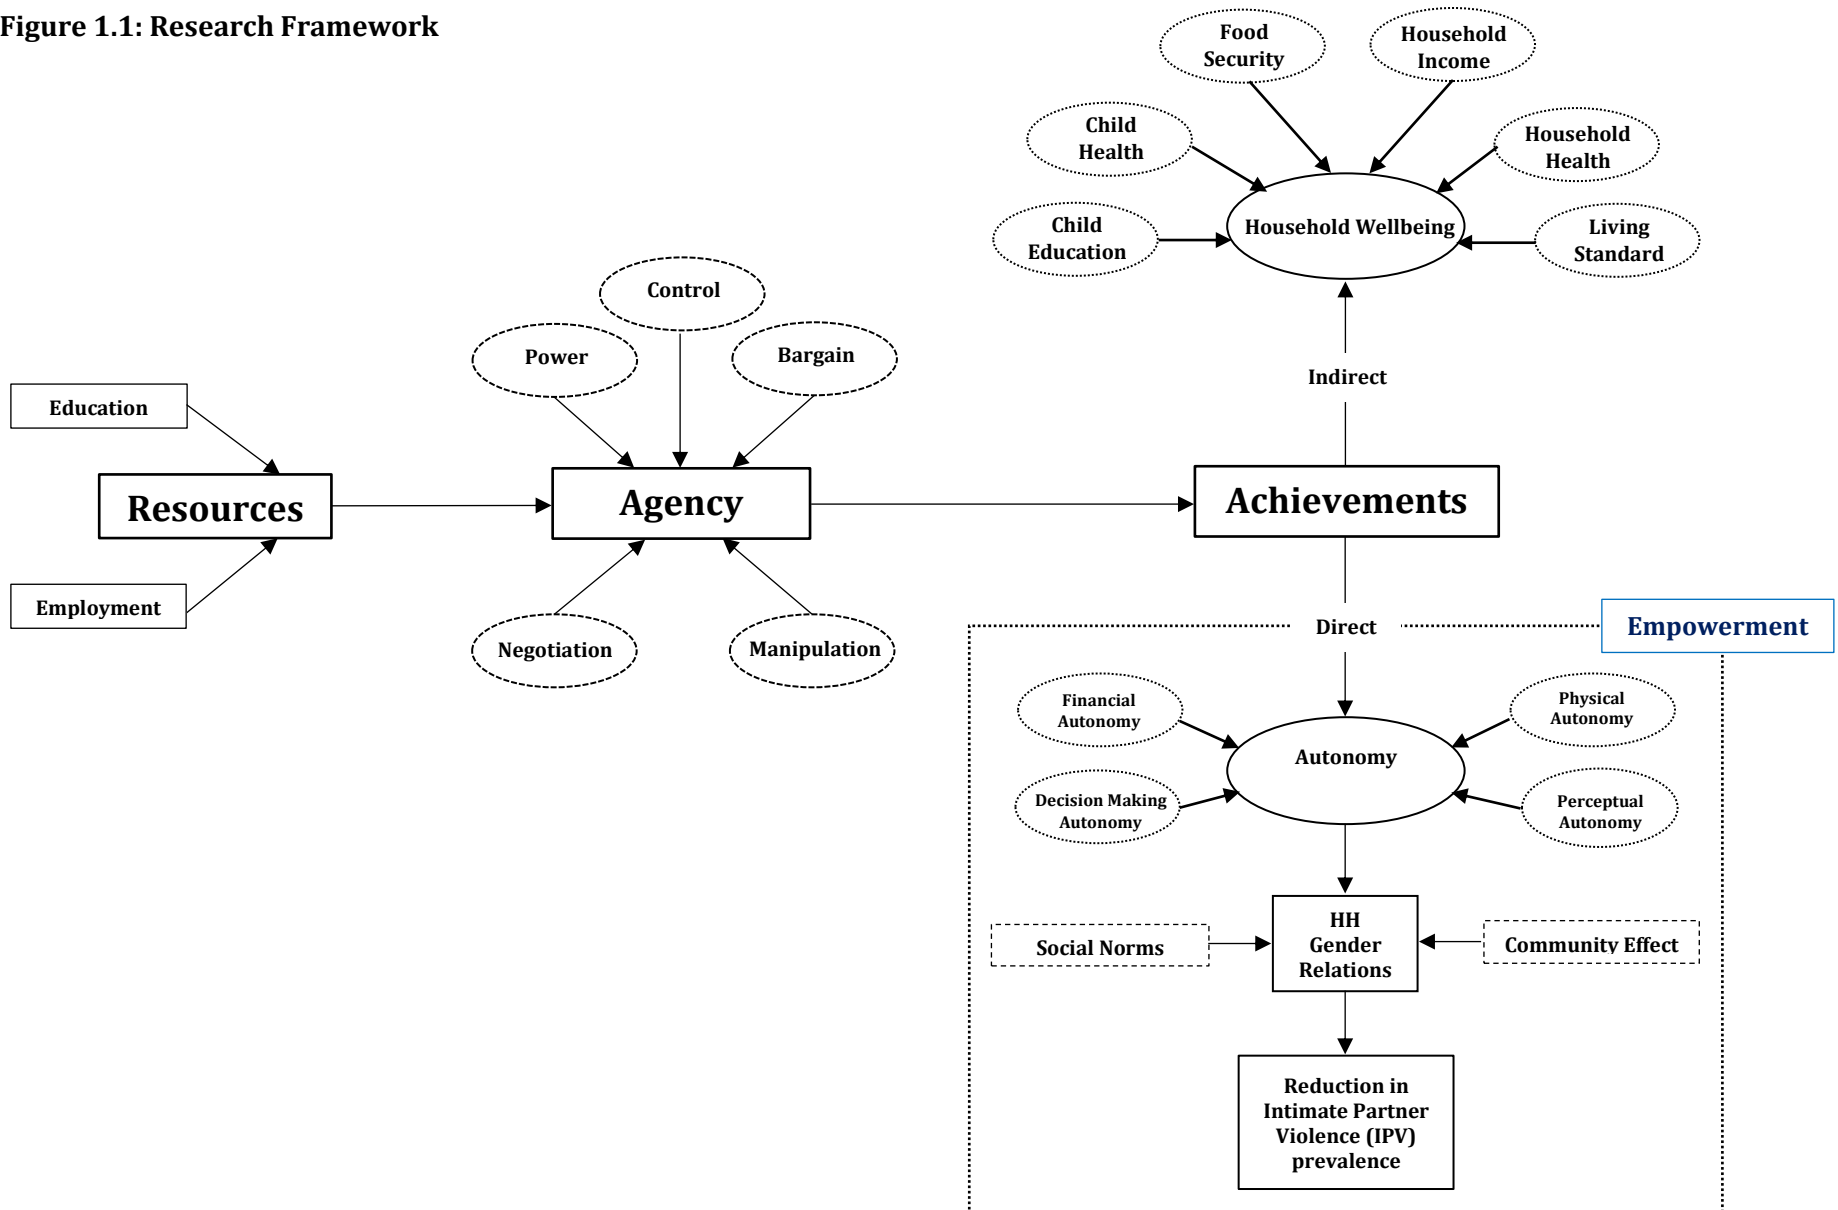 Figure 1.1: Research Framework
Food
Security
Household
Income
Child
Health
Household
Health
Child
Education
Household Wellbeing
Living
Standard
Control
Power
Bargain
Indirect
Education
Resources
Agency
Achievements
Employment
Negotiation
Manipulation
Direct
Empowerment
Financial
Autonomy
Physical
Autonomy
Autonomy
Decision Making
Autonomy
Perceptual
Autonomy
HH
Gender
Relations
Social Norms
Community Effect
Reduction in
Intimate Partner
Violence (IPV)
prevalence